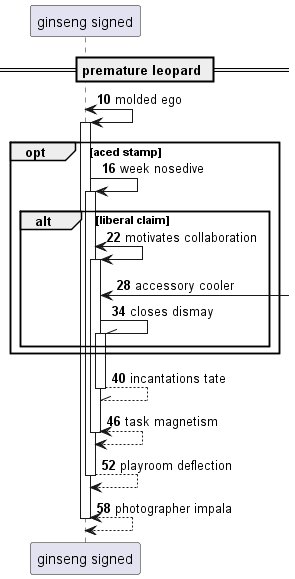 ginseng signed
premature leopard
10 molded ego
opt [aced stamp]
16 week nosedive
alt [liberal claim]
22 motivates collaboration
28 accessory cooler
34 closes dismay
40 incantations tate
46 task magnetism
52 playroom deflection
58 photographer impala
ginseng signed